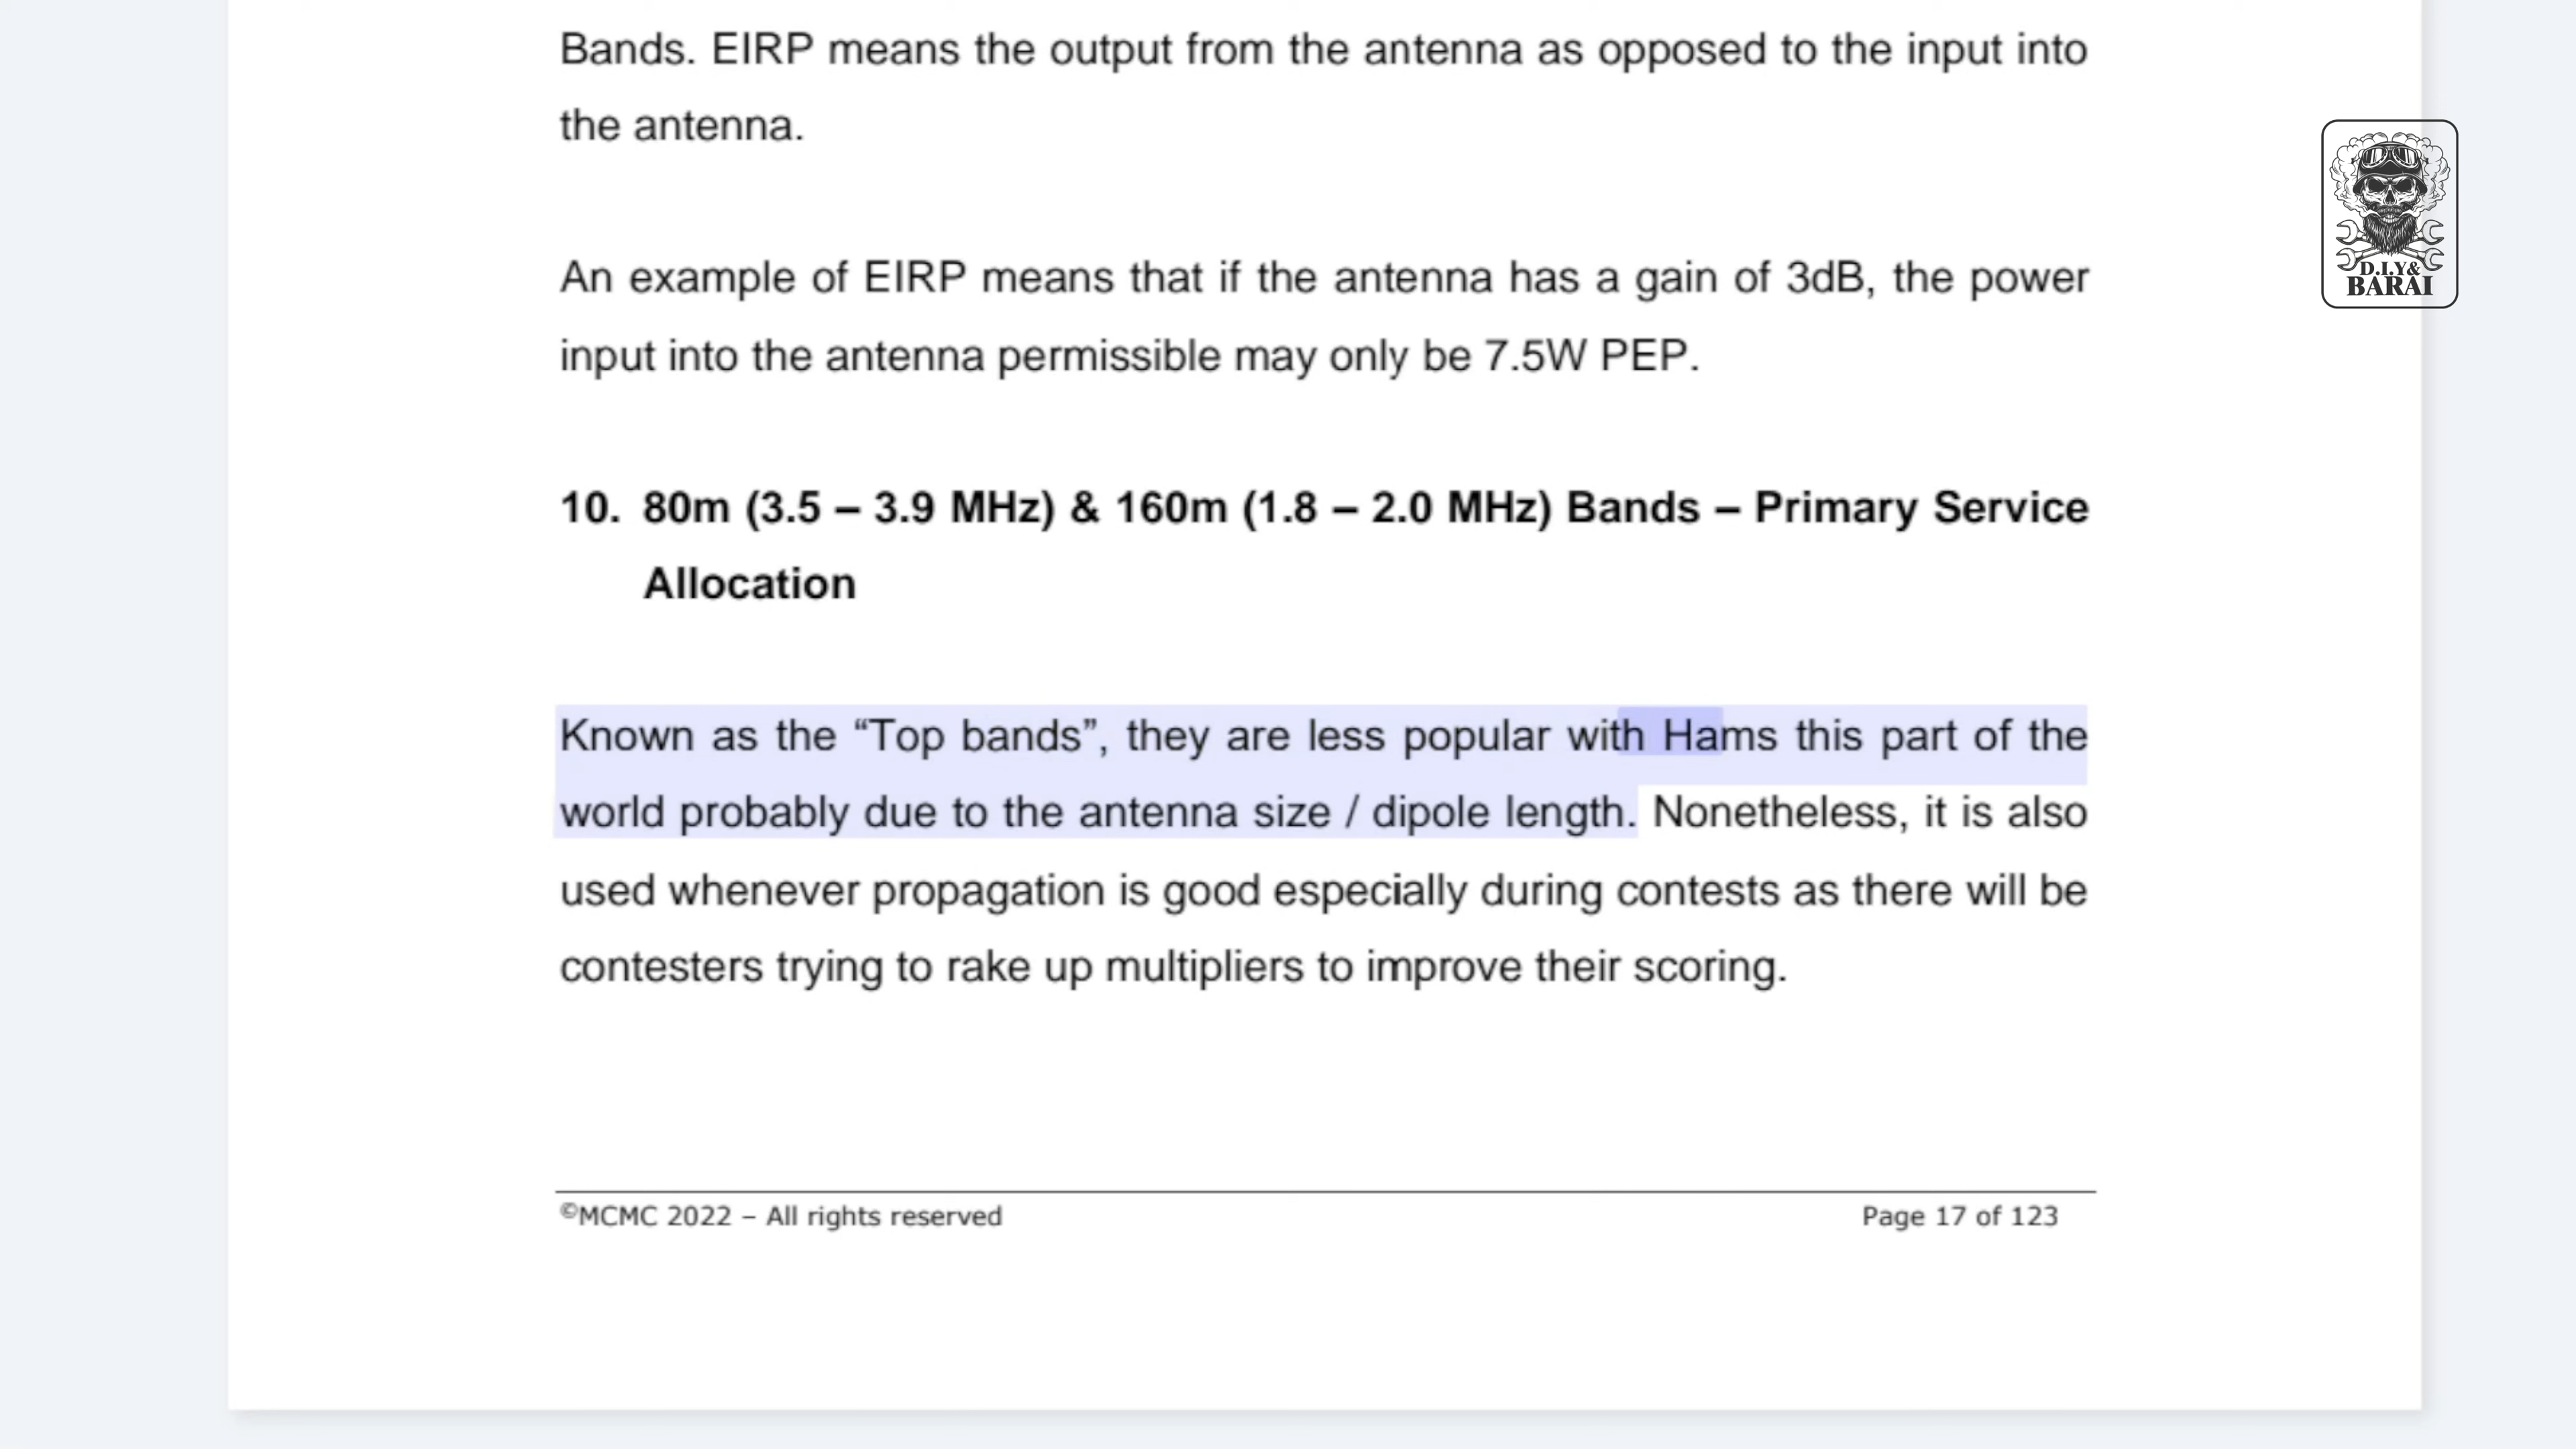 Bands. EIRP means the output from the antenna as opposed to the input into
the antenna.
An example of EIRP means that if the antenna has a gain of 3dB, the power
input into the antenna permissible may only be 7.5W PEP.
10. 80m (3.5 – 3.9 MHz) & 160m (1.8 – 2.0 MHz) Bands – Primary Service
Allocation
Known as the “Top bands”, they are less popular with Hams this part of the
world probably due to the antenna size / dipole length. Nonetheless, it is also
used whenever propagation is good especially during contests as there will be
contesters trying to rake up multipliers to improve their scoring.
©MCMC 2022 – All rights reserved
Page 17 of 123
D.I.Y&
BARAI